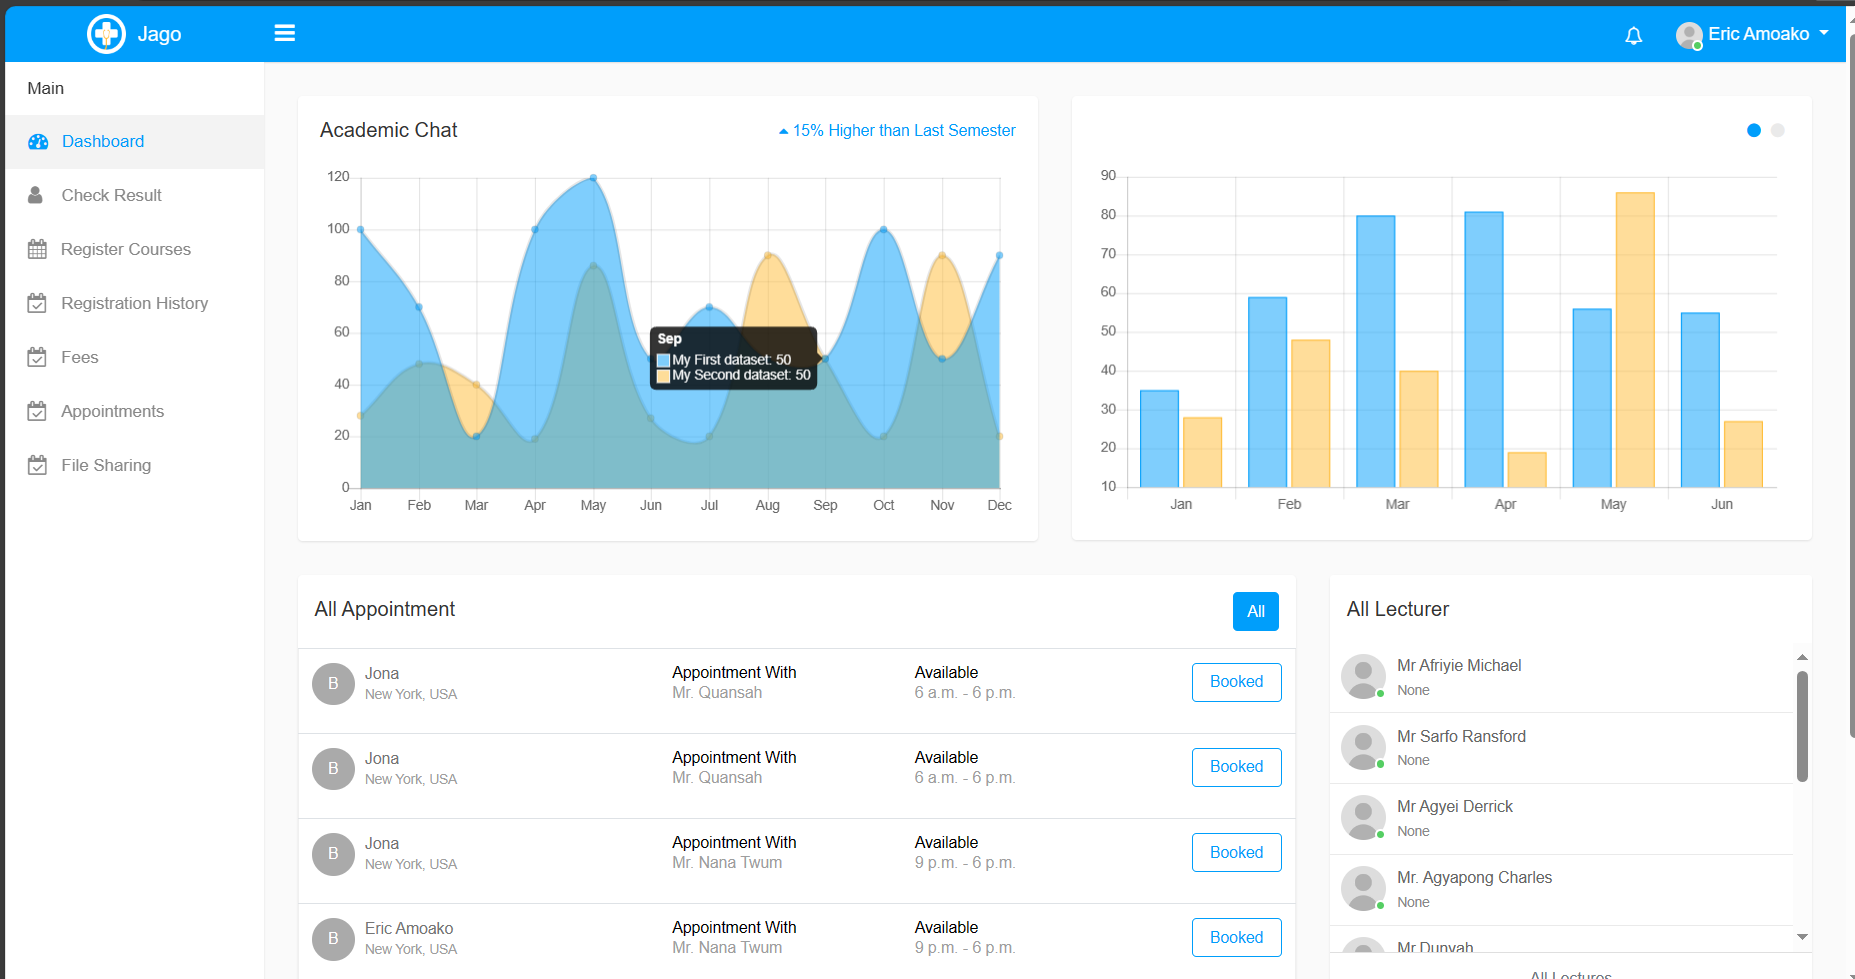 Jago
Eric Amoako
Main
Dashboard
Check Result
Register Courses
Registration History
Fees
Appointments
File Sharing
Academic Chat
15% Higher than Last Semester
120
100
80
60
40
20
0
Jan Feb Mar Apr May Jun Jul Aug Sep Oct Nov Dec
Sep
My First dataset: 50
My Second dataset: 50
90
80
70
60
50
40
30
20
10
Jan Feb Mar Apr May Jun
All Appointment
All
B
Jona
New York, USA
Appointment With
Mr. Quansah
Available
6 a.m. - 6 p.m.
Booked
B
Jona
New York, USA
Appointment With
Mr. Quansah
Available
6 a.m. - 6 p.m.
Booked
B
Jona
New York, USA
Appointment With
Mr. Nana Twum
Available
9 p.m. - 6 p.m.
Booked
B
Eric Amoako
New York, USA
Appointment With
Mr. Nana Twum
Available
9 p.m. - 6 p.m.
Booked
All Lecturer
Mr Afriyie Michael
None
Mr Sarfo Ransford
None
Mr Agyei Derrick
None
Mr. Agyapong Charles
None
Mr Dunyah
All Lectures